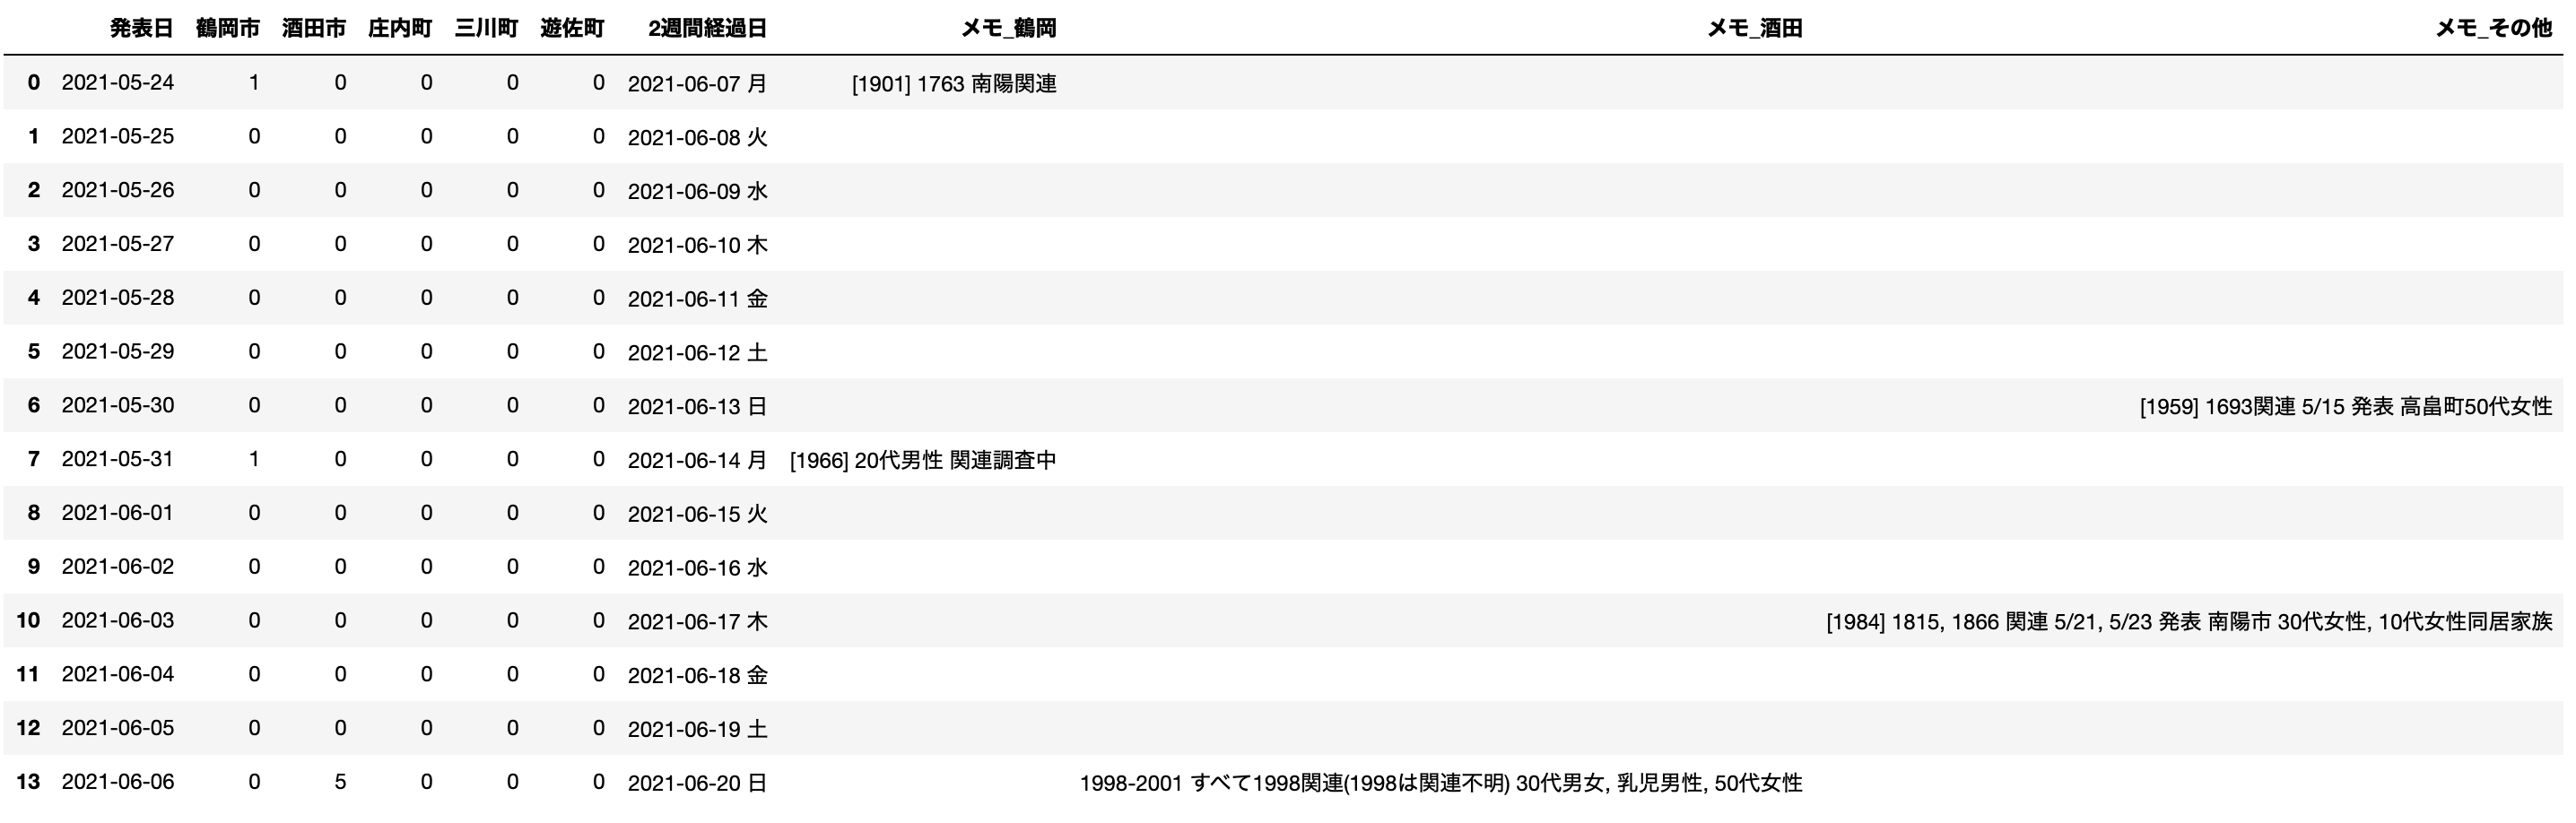 発表日 鶴岡市 酒田市 庄内町 三川町 遊佐町 2週間経過日 メモ_鶴岡 メモ_酒田 メモ_その他
0 2021-05-24 1 0 0 0 0 2021-06-07 月 [1901] 1763 南陽関連
1 2021-05-25 0 0 0 0 0 2021-06-08 火
2 2021-05-26 0 0 0 0 0 2021-06-09 水
3 2021-05-27 0 0 0 0 0 2021-06-10 木
4 2021-05-28 0 0 0 0 0 2021-06-11 金
5 2021-05-29 0 0 0 0 0 2021-06-12 土
6 2021-05-30 0 0 0 0 0 2021-06-13 日 [1959] 1693関連 5/15 発表 高畠町50代女性
7 2021-05-31 1 0 0 0 0 2021-06-14 月 [1966] 20代男性 関連調査中
8 2021-06-01 0 0 0 0 0 2021-06-15 火
9 2021-06-02 0 0 0 0 0 2021-06-16 水
10 2021-06-03 0 0 0 0 0 2021-06-17 木 [1984] 1815, 1866 関連 5/21, 5/23 発表 南陽市 30代女性, 10代女性同居家族
11 2021-06-04 0 0 0 0 0 2021-06-18 金
12 2021-06-05 0 0 0 0 0 2021-06-19 土
13 2021-06-06 0 5 0 0 0 2021-06-20 日 1998-2001 すべて1998関連(1998は関連不明) 30代男女, 乳児男性, 50代女性